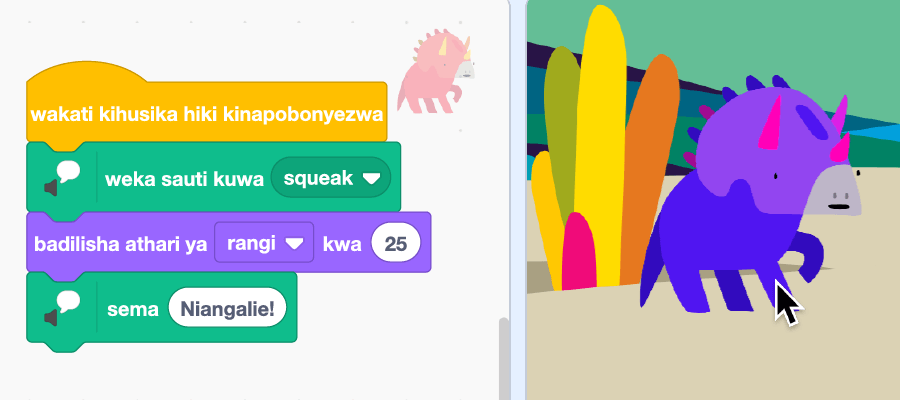 wakati kihusika hiki kinapobonyezwa
weka sauti kuwa squeak
badilisha athari ya rangi kwa 25
sema Niangalie!